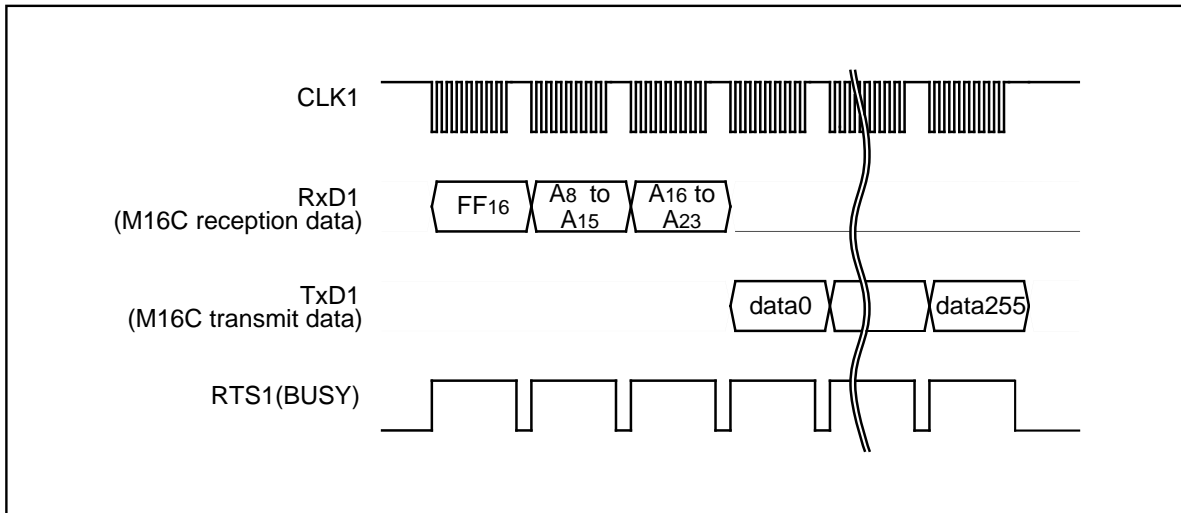 CLK1
RxD1
(M16C reception data)
FF16
A8 to
A15
A16 to
A23
TxD1
(M16C transmit data)
data0
data255
RTS1(BUSY)